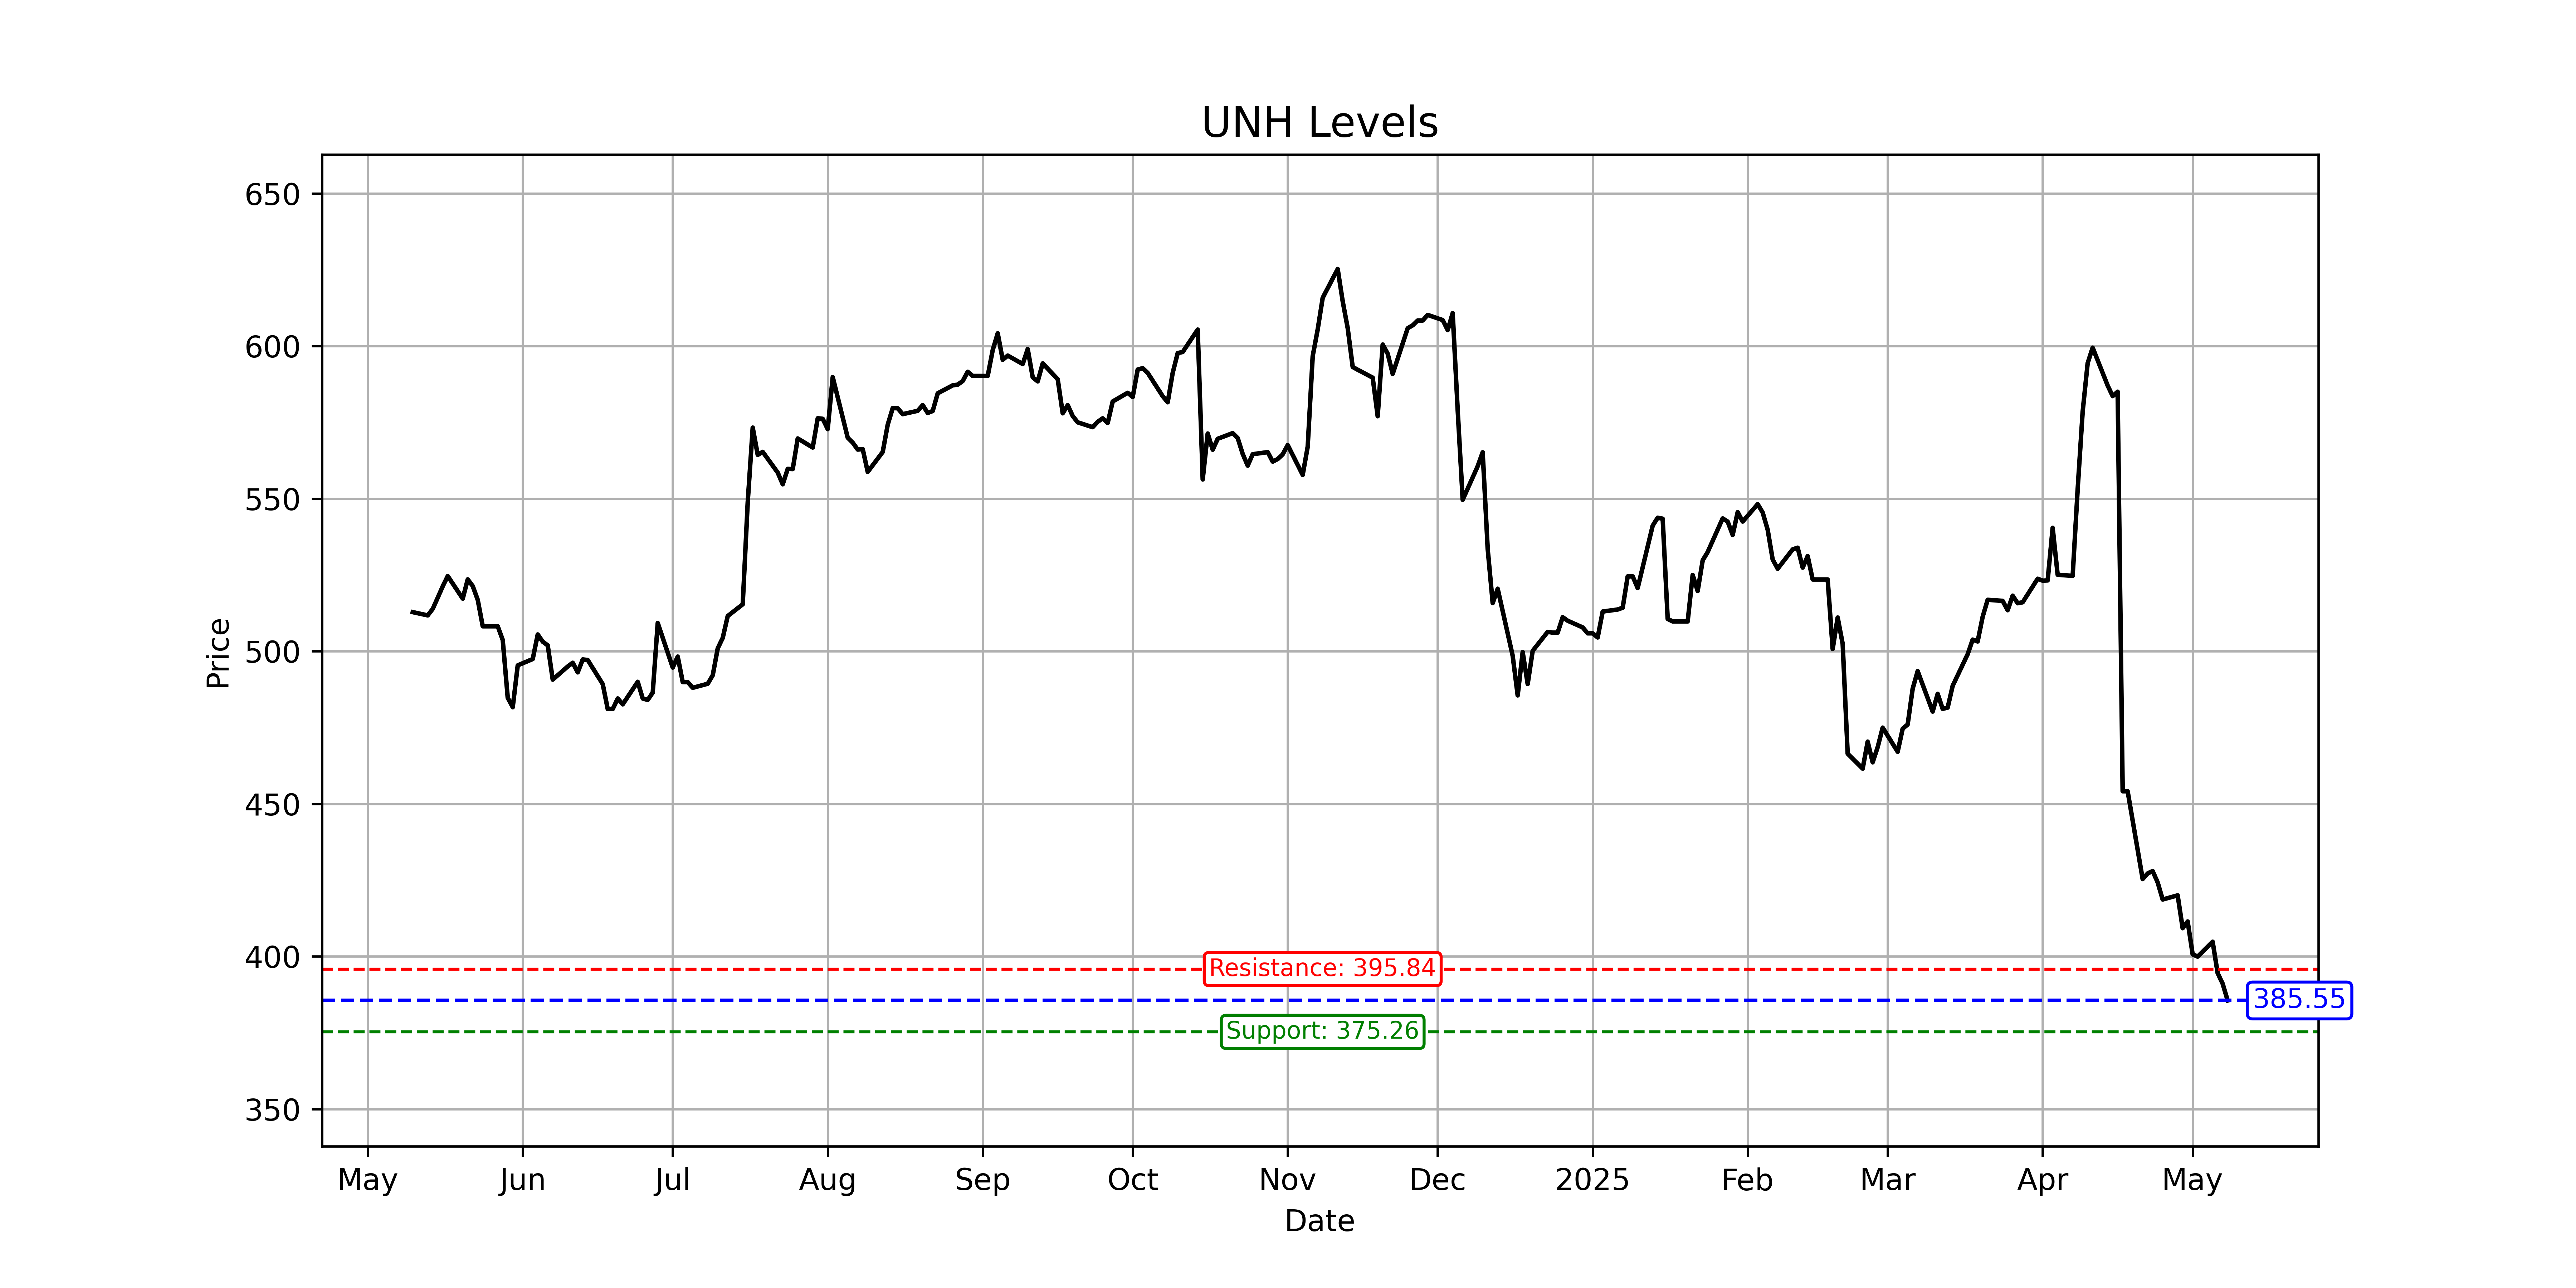 UNH Levels
Price
650
600
550
500
450
400
350
Resistance: 395.84
385.55
Support: 375.26
May Jun Jul Aug Sep Oct Nov Dec 2025 Feb Mar Apr May
Date